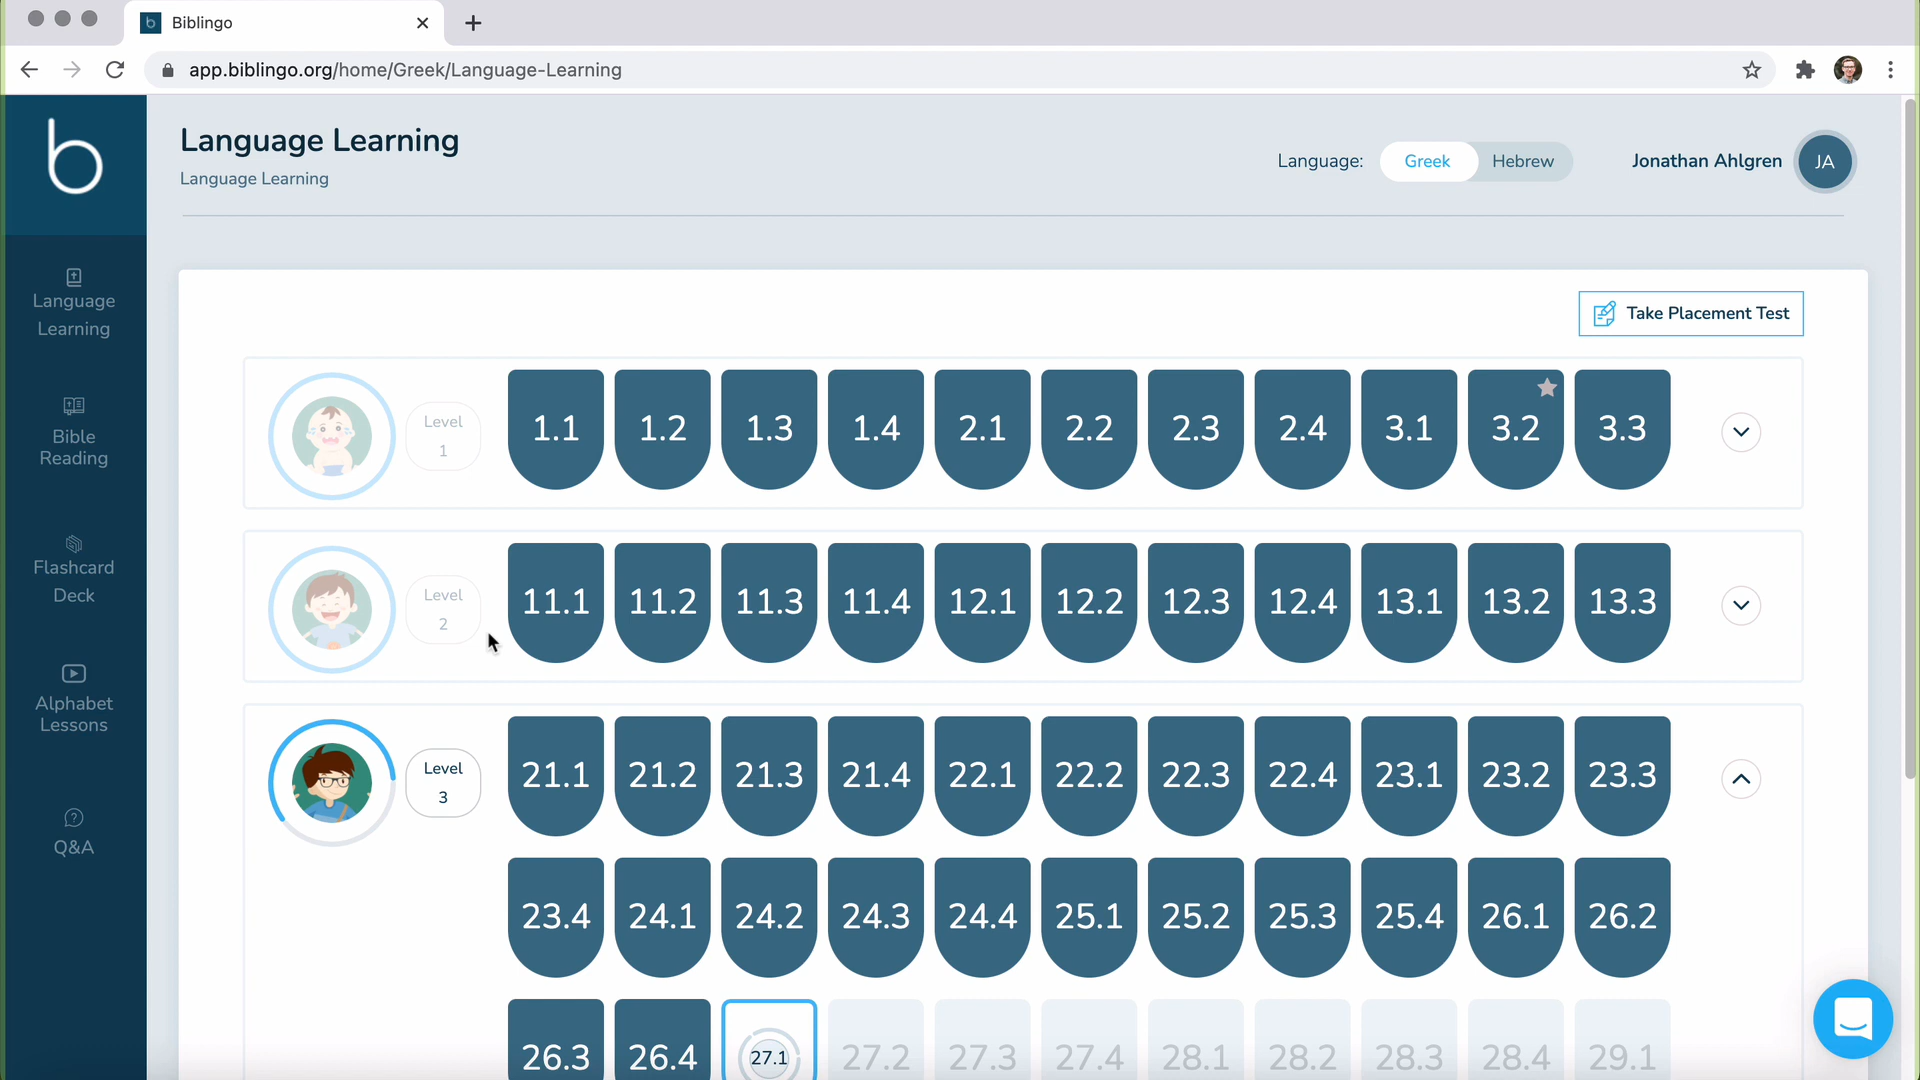 Biblingo
app.biblingo.org/home/Greek/Language-Learning
b
Language Learning
Language Learning
Language:
Greek
Hebrew
Jonathan Ahlgren
JA
Language
Learning
Bible
Reading
Flashcard
Deck
Alphabet
Lessons
Q&A
Take Placement Test
Level
1
1.1 1.2 1.3 1.4 2.1 2.2 2.3 2.4 3.1 3.2 3.3
Level
2
11.1 11.2 11.3 11.4 12.1 12.2 12.3 12.4 13.1 13.2 13.3
Level
3
21.1 21.2 21.3 21.4 22.1 22.2 22.3 22.4 23.1 23.2 23.3
23.4 24.1 24.2 24.3 24.4 25.1 25.2 25.3 25.4 26.1 26.2
26.3 26.4 27.1 27.2 27.3 27.4 28.1 28.2 28.3 28.4 29.1